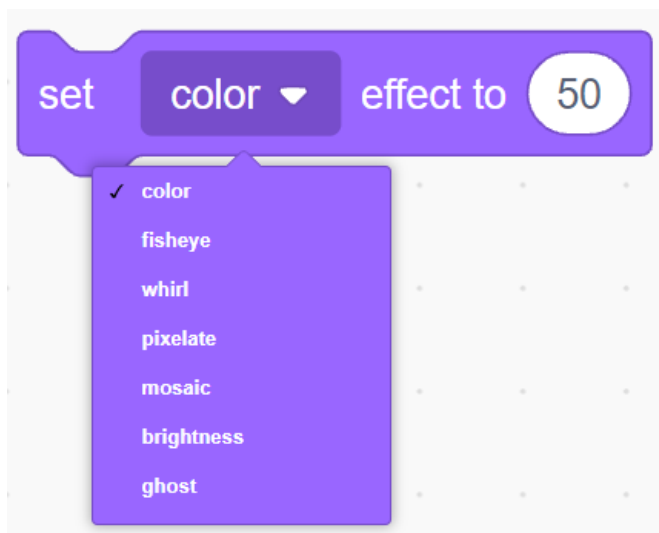 set color effect to 50
color
fisheye
whirl
pixelate
mosaic
brightness
ghost